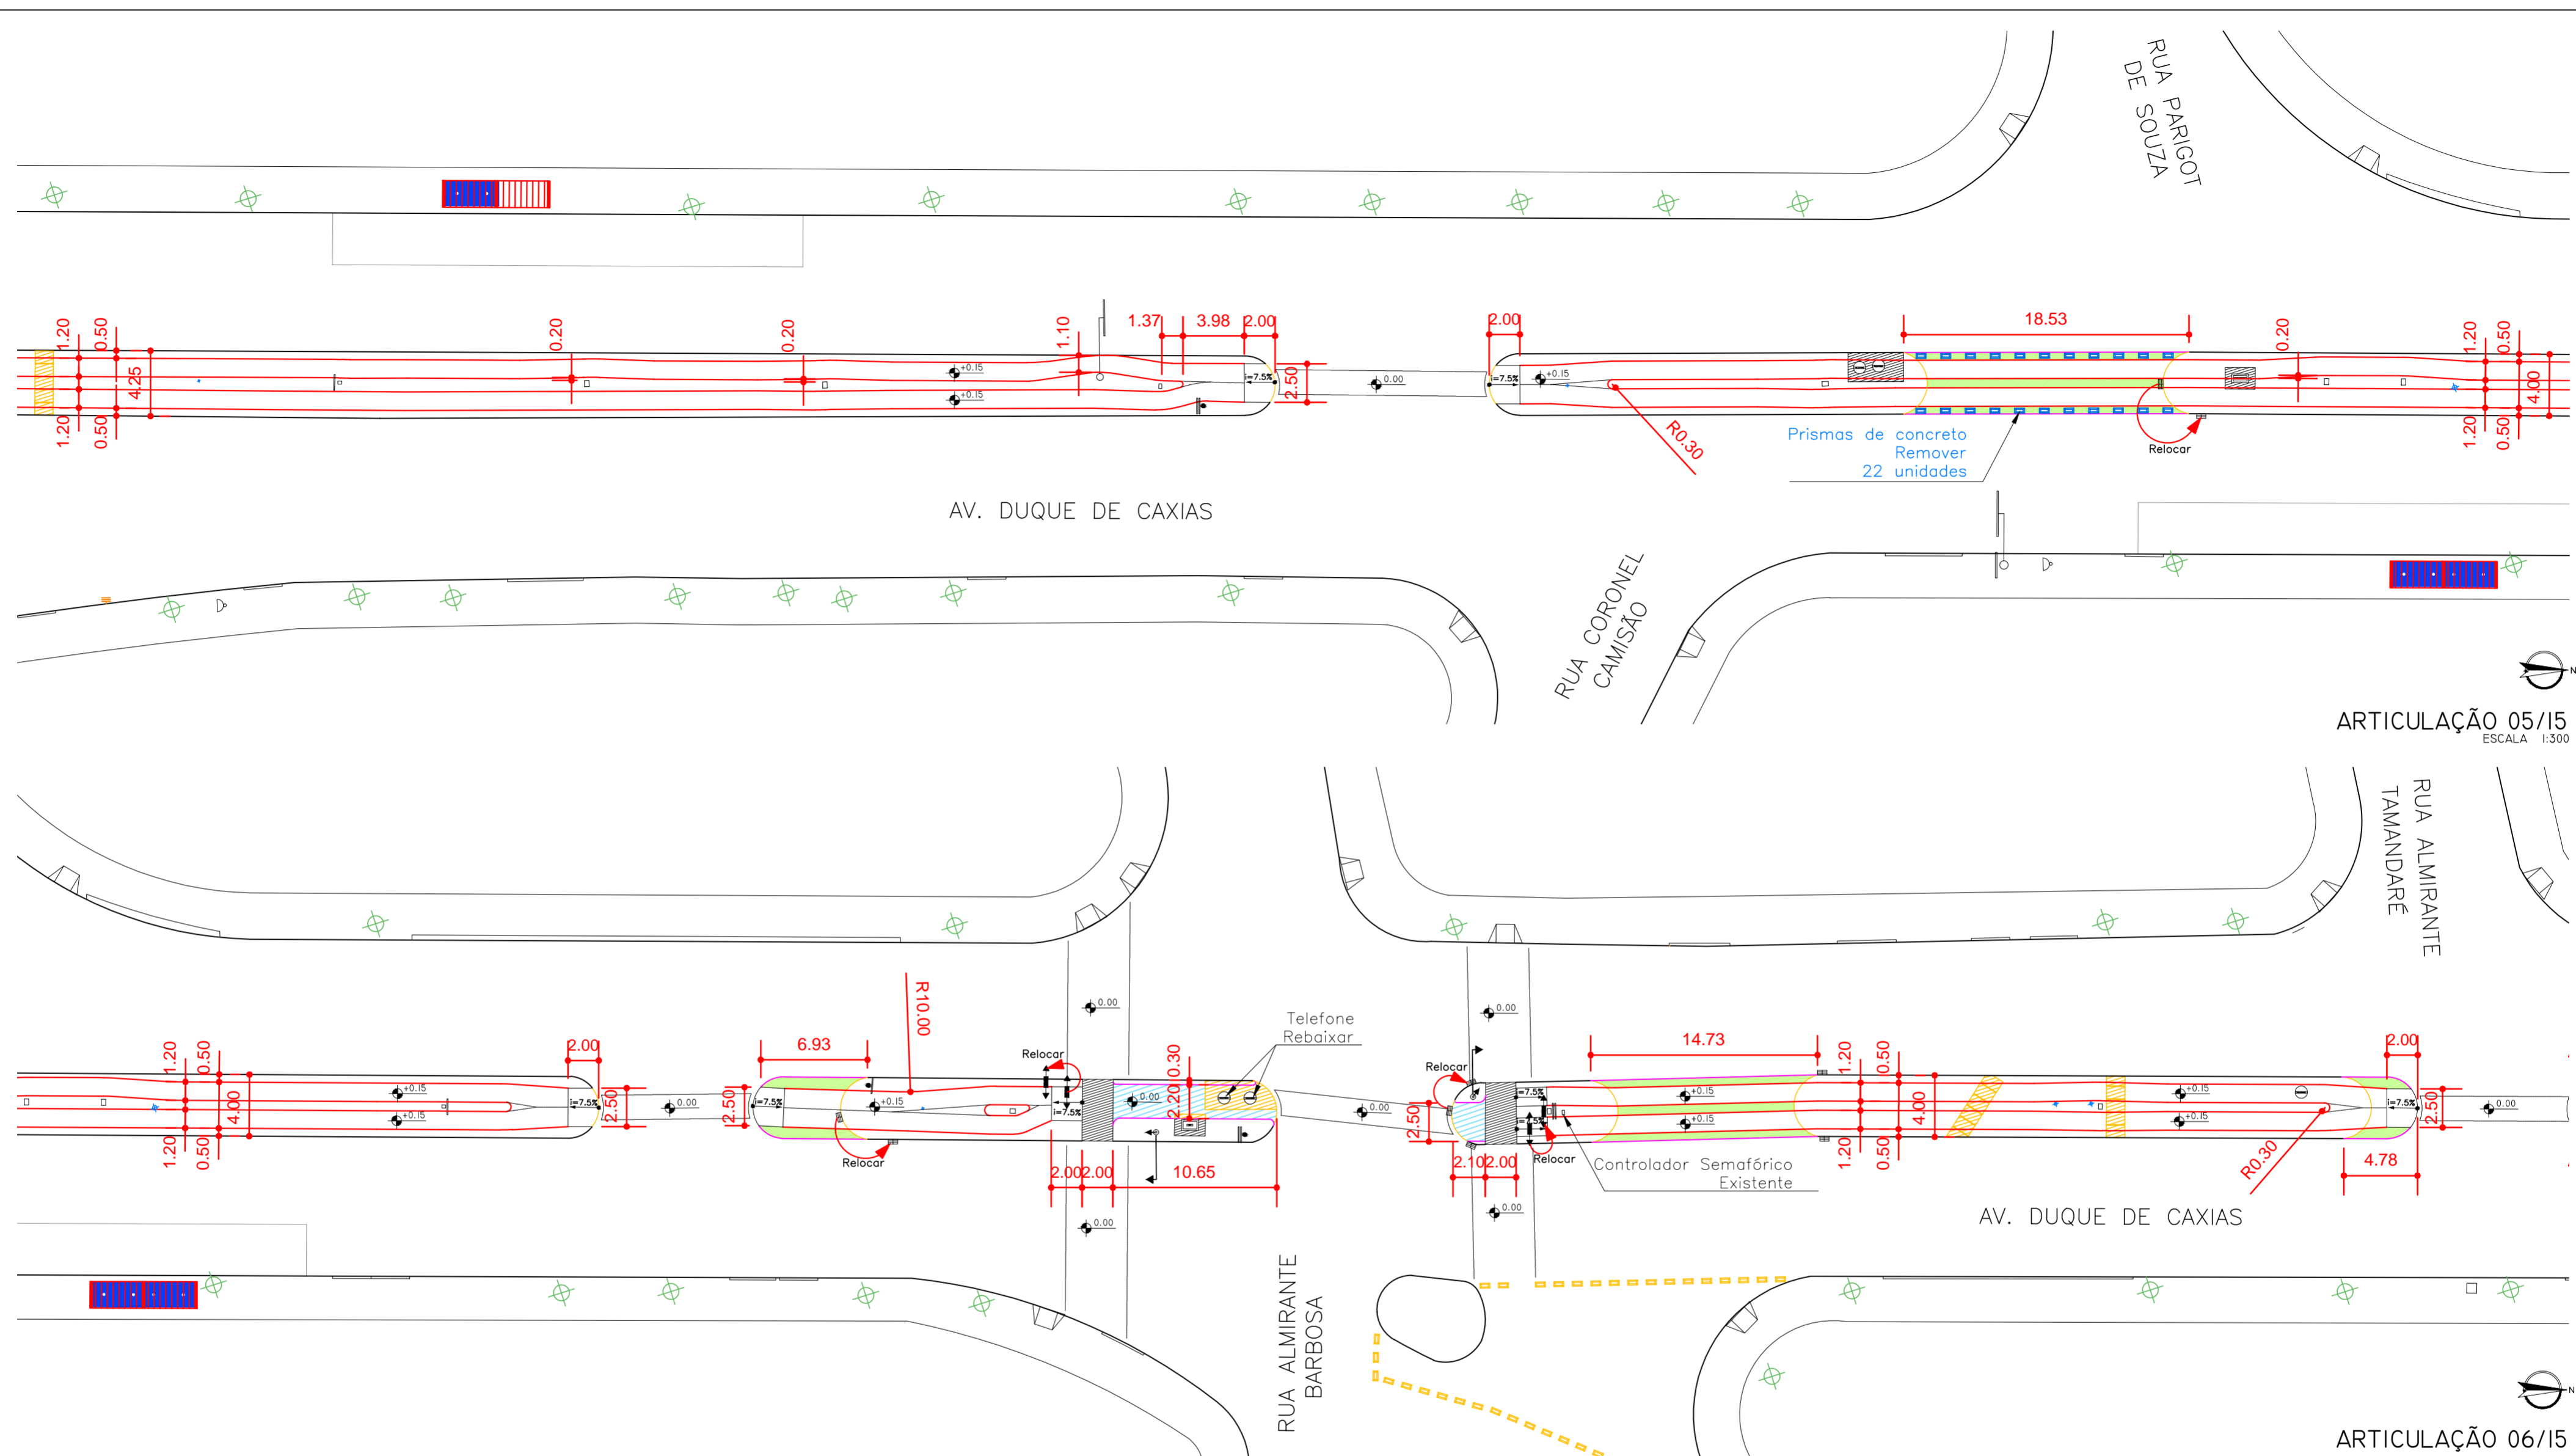 RUA PARIGOT
DE SOUZA
1.20
0.50
4.25
1.20
0.50
0.20
0.20
1.10
1.37
3.98
2.00
+0.15
+0.15
i=7.5%
2.50
0.00
2.00
i=7.5%
+0.15
R0.30
18.53
0.20
1.20
0.50
4.00
1.20
0.50
Prismas de concreto
Remover
22 unidades
Relocar
AV. DUQUE DE CAXIAS
RUA CORONEL
CAMISÃO
N
ARTICULAÇÃO 05/15
ESCALA 1:300
RUA ALMIRANTE
TAMANDARÉ
1.20
0.50
4.00
1.20
0.50
+0.15
+0.15
2.00
i=7.5%
2.50
0.00
2.50
i=7.5%
6.93
+0.15
Relocar
R10.00
Relocar
i=7.5%
0.00
0.30
2.20
0.00
Telefone
Rebaixar
2.00
2.00
10.65
0.00
0.00
Relocar
2.50
0.00
i=7.5%
i=7.5%
2.10
2.00
Relocar
0.00
Controlador Semafórico
Existente
14.73
+0.15
+0.15
1.20
0.50
4.00
1.20
0.50
+0.15
+0.15
R0.30
2.00
i=7.5%
2.50
4.78
0.00
AV. DUQUE DE CAXIAS
RUA ALMIRANTE
BARBOSA
N
ARTICULAÇÃO 06/15